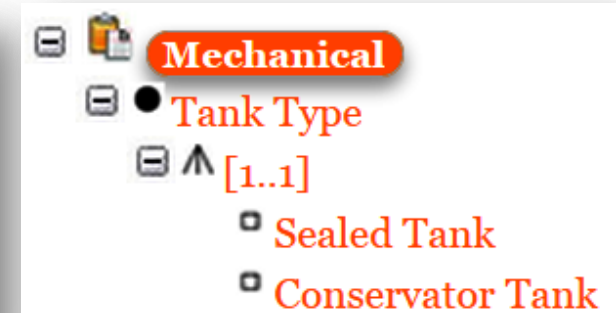 Mechanical
Tank Type
[1..1]
Sealed Tank
Conservator Tank